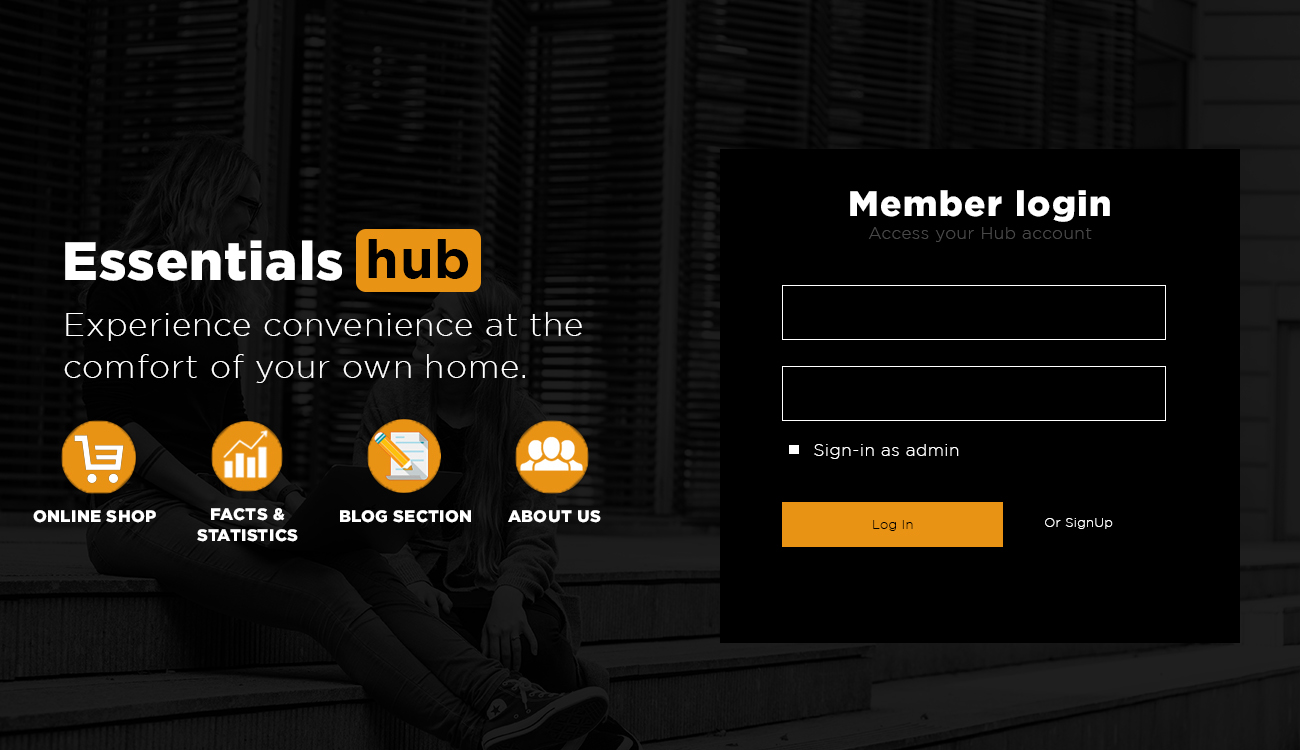 Essentials hub
Experience convenience at the
comfort of your own home.
ONLINE SHOP
FACTS &
STATISTICS
BLOG SECTION
ABOUT US
Member login
Access your Hub account
Sign-in as admin
Log In
Or SignUp